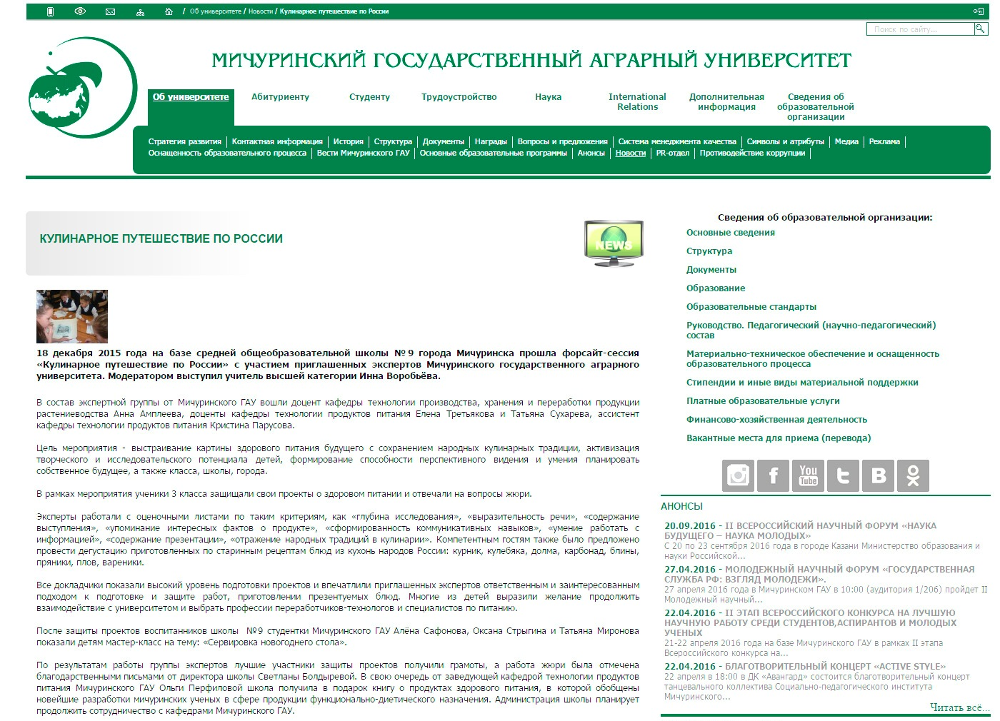 / Об университете / Новости / Кулинарное путешествие по России
Поиск по сайту...
МИЧУРИНСКИЙ ГОСУДАРСТВЕННЫЙ АГРАРНЫЙ УНИВЕРСИТЕТ
Об университете
Абитуриенту
Студенту
Трудоустройство
Наука
International
Relations
Дополнительная
информация
Сведения об
образовательной
организации
Стратегия развития | Контактная информация | История | Структура | Документы | Награды | Вопросы и предложения | Система менеджмента качества | Символы и атрибуты | Медиа | Реклама |
Оснащенность образовательного процесса | Вести Мичуринского ГАУ | Основные образовательные программы | Анонсы | Новости | PR-отдел | Противодействие коррупции |
КУЛИНАРНОЕ ПУТЕШЕСТВИЕ ПО РОССИИ
NEWS
18 декабря 2015 года на базе средней общеобразовательной школы №9 города Мичуринска прошла форсайт-сессия
«Кулинарное путешествие по России» с участием приглашенных экспертов Мичуринского государственного аграрного
университета. Модератором выступил учитель высшей категории Инна Воробьёва.
В состав экспертной группы от Мичуринского ГАУ вошли доцент кафедры технологии производства, хранения и переработки продукции
растениеводства Анна Амплеева, доценты кафедры технологии продуктов питания Елена Третьякова и Татьяна Сухарева, ассистент
кафедры технологии продуктов питания Кристина Парусова.
Цель мероприятия - выстраивание картины здорового питания будущего с сохранением народных кулинарных традиции, активизация
творческого и исследовательского потенциала детей, формирование способности перспективного видения и умения планировать
собственное будущее, а также класса, школы, города.
В рамках мероприятия ученики 3 класса защищали свои проекты о здоровом питании и отвечали на вопросы жюри.
Эксперты работали с оценочными листами по таким критериям, как «глубина исследования», «выразительность речи», «содержание
выступления», «упоминание интересных фактов о продукте», «сформированность коммуникативных навыков», «умение работать с
информацией», «содержание презентации», «отражение народных традиций в кулинарии». Компетентным гостям также было предложено
провести дегустацию приготовленных по старинным рецептам блюд из кухонь народов России: курник, кулебяка, долма, карбонад, блины,
пряники, плов, вареники.
Все докладчики показали высокий уровень подготовки проектов и впечатлили приглашенных экспертов ответственным и заинтересованным
подходом к подготовке и защите работ, приготовлении презентуемых блюд. Многие из детей выразили желание продолжить
взаимодействие с университетом и выбрать профессии переработчиков-технологов и специалистов по питанию.
После защиты проектов воспитанников школы №9 студентки Мичуринского ГАУ Алёна Сафонова, Оксана Стрыгина и Татьяна Миронова
показали детям мастер-класс на тему: «Сервировка новогоднего стола».
По результатам работы группы экспертов лучшие участники защиты проектов получили грамоты, а работа жюри была отмечена
благодарственными письмами от директора школы Светланы Болдыревой. В свою очередь от заведующей кафедрой технологии продуктов
питания Мичуринского ГАУ Ольги Перфиловой школа получила в подарок книгу о продуктах здорового питания, в которой обобщены
новейшие разработки мичуринских ученых в сфере продукции функционально-диетического назначения. Администрация школы планирует
продолжить сотрудничество с кафедрами Мичуринского ГАУ.
Сведения об образовательной организации:
Основные сведения
Структура
Документы
Образование
Образовательные стандарты
Руководство. Педагогический (научно-педагогический)
состав
Материально-техническое обеспечение и оснащенность
образовательного процесса
Стипендии и иные виды материальной поддержки
Платные образовательные услуги
Финансово-хозяйственная деятельность
Вакантные места для приема (перевода)
f You Tube t B
АНОНСЫ
20.09.2016 - II ВСЕРОССИЙСКИЙ НАУЧНЫЙ ФОРУМ «НАУКА
БУДУЩЕГО – НАУКА МОЛОДЫХ»
С 20 по 23 сентября 2016 года в городе Казани Министерство образования и
науки Российской...
27.04.2016 - МОЛОДЕЖНЫЙ НАУЧНЫЙ ФОРУМ «ГОСУДАРСТВЕННАЯ
СЛУЖБА РФ: ВЗГЛЯД МОЛОДЕЖИ».
27 апреля 2016 года в Мичуринском ГАУ в 10:00 (аудитория 1/206) пройдет II
Молодежный научный...
22.04.2016 - II ЭТАП ВСЕРОССИЙСКОГО КОНКУРСА НА ЛУЧШУЮ
НАУЧНУЮ РАБОТУ СРЕДИ СТУДЕНТОВ,АСПИРАНТОВ И МОЛОДЫХ
УЧЕНЫХ
21-22 апреля 2016 года на базе Мичуринского ГАУ в рамках II этапа
Всероссийского конкурса на...
22.04.2016 - БЛАГОТВОРИТЕЛЬНЫЙ КОНЦЕРТ «ACTIVE STYLE»
22 апреля в 18:00 в ДК «Авангард» состоится благотворительный концерт
танцевального коллектива Социально-педагогического института
Мичуринского...
Читать всё...